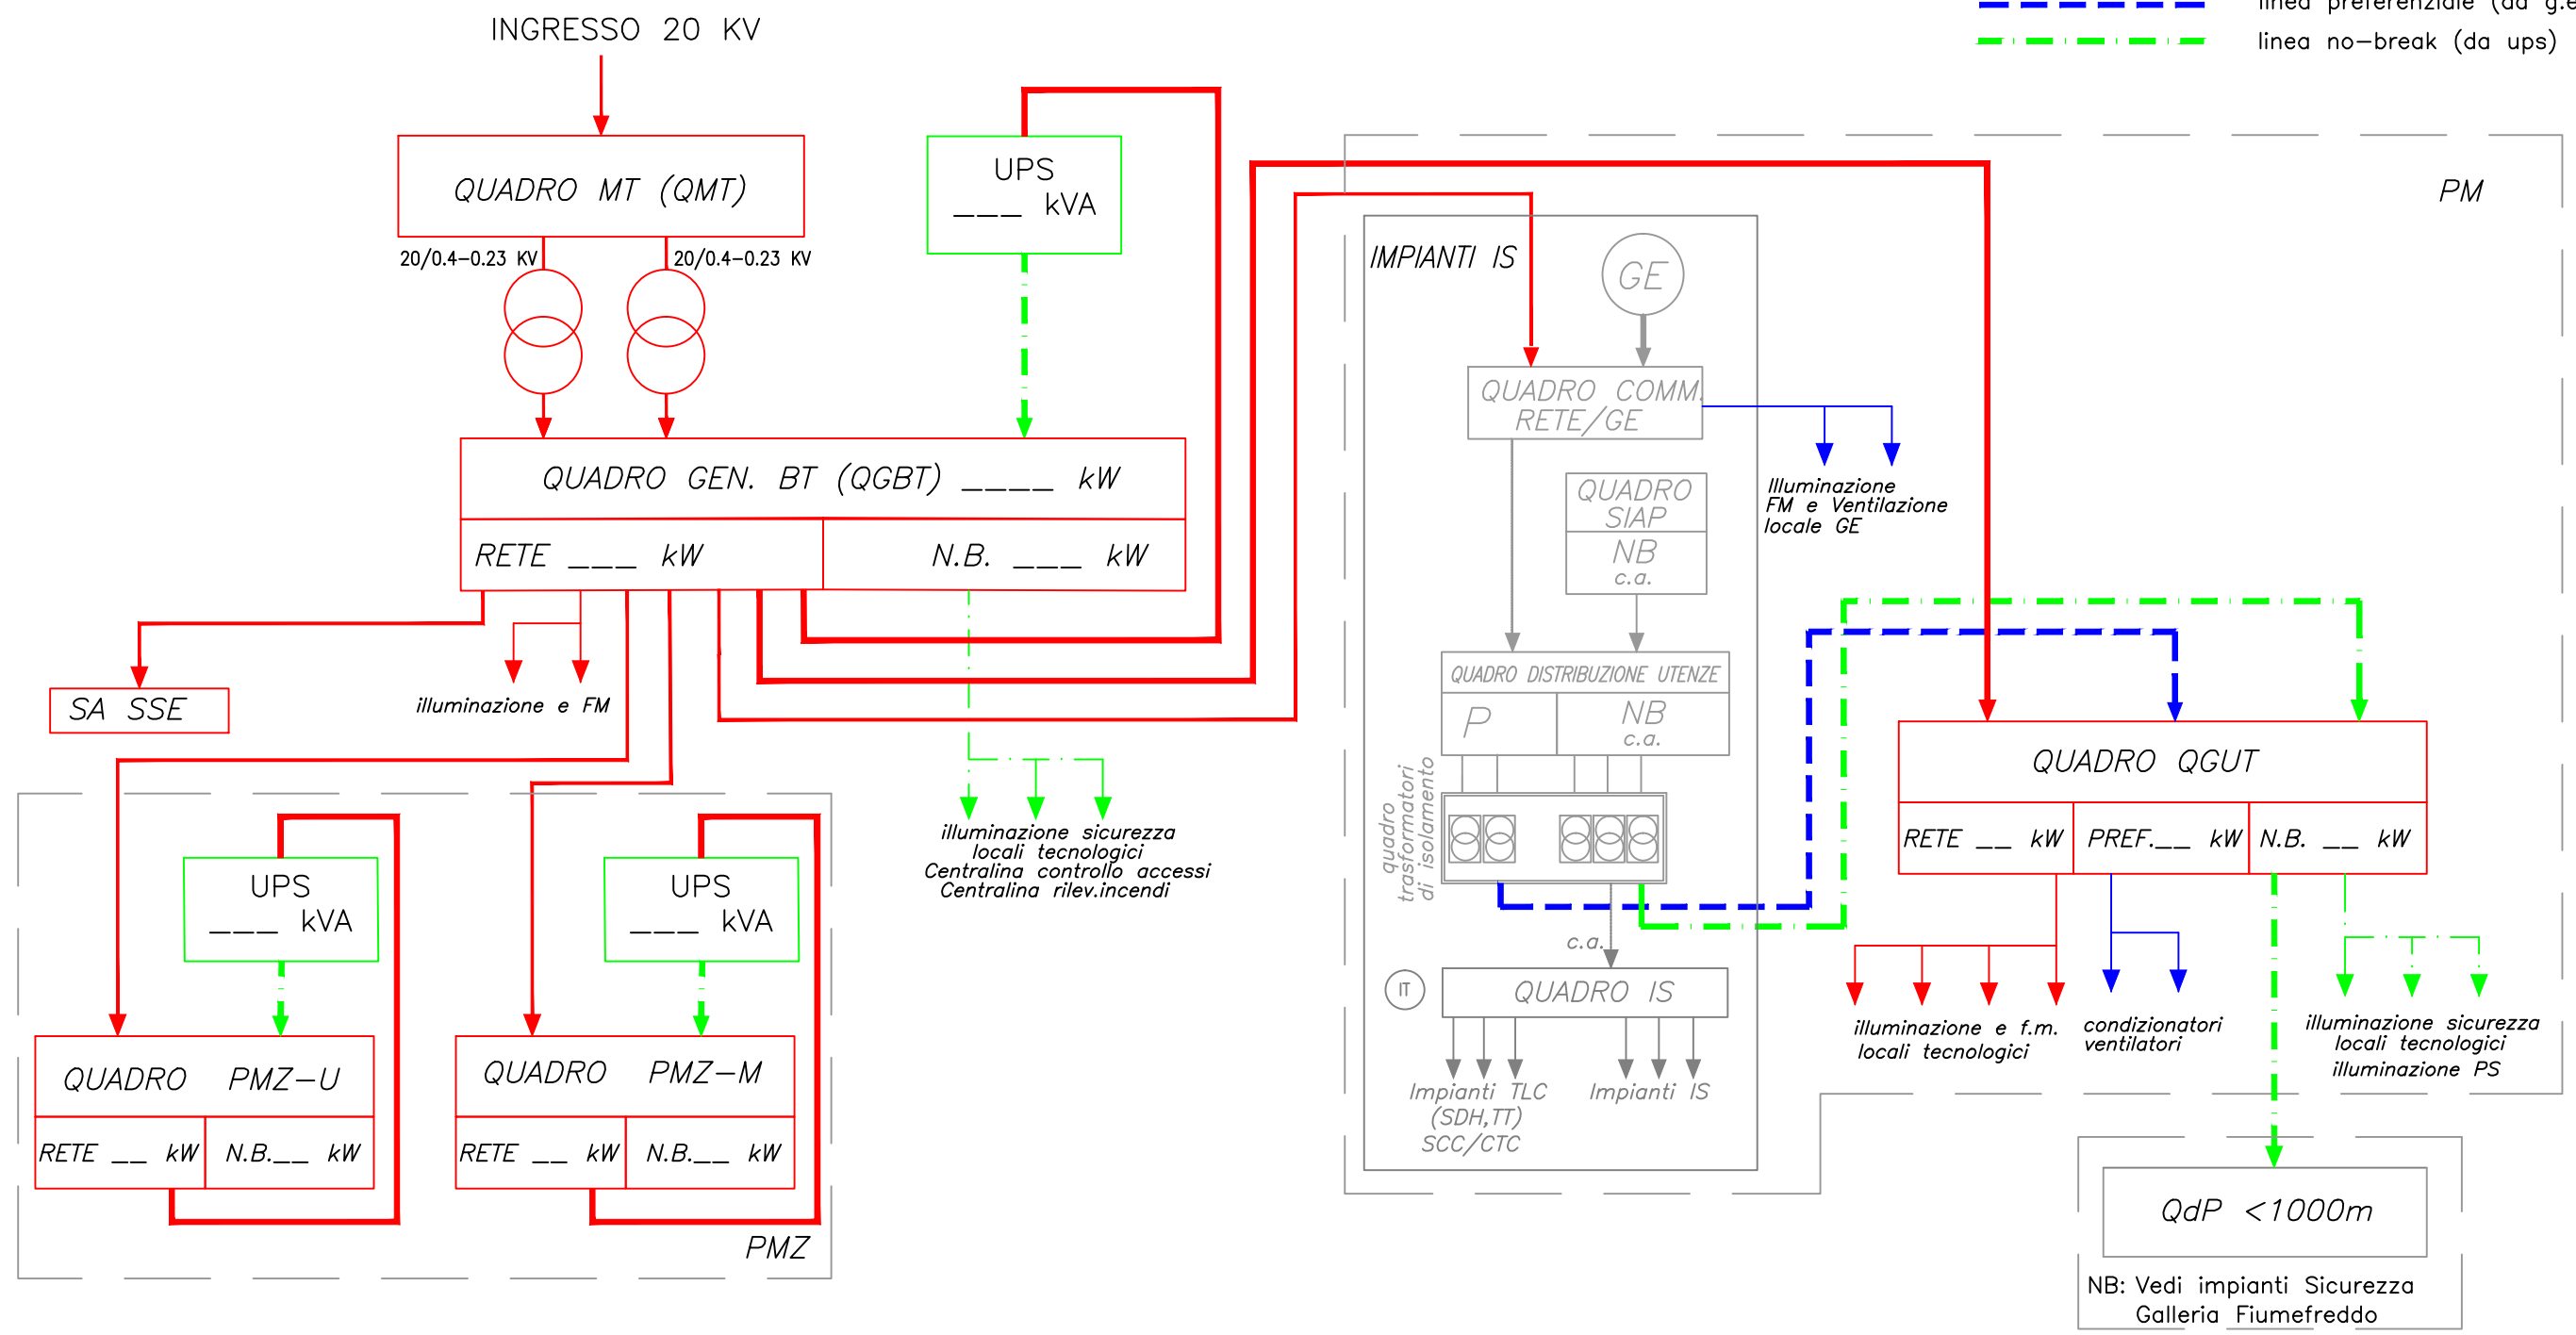 linea preferenziale (da g.e
linea no-break (da ups)
INGRESSO 20 KV
QUADRO MT (QMT)
20/0.4-0.23 KV
20/0.4-0.23 KV
UPS
___ kVA
QUADRO GEN. BT (QGBT) ____ kW
RETE ___ kW
N.B. ___ kW
SA SSE
illuminazione e FM
illuminazione sicurezza
locali tecnologici
Centralina controllo accessi
Centralina rilev.incendi
UPS
___ kVA
QUADRO PMZ-U
RETE __ kW
N.B.__ kW
UPS
___ kVA
QUADRO PMZ-M
RETE __ kW
N.B.__ kW
PMZ
PM
IMPIANTI IS
GE
QUADRO COMM.
RETE/GE
Illuminazione
FM e Ventilazione
locale GE
QUADRO
SIAP
NB
c.a.
QUADRO DISTRIBUZIONE UTENZE
P
NB
c.a.
quadro
trasformatori
di isolamento
c.a.
IT
QUADRO IS
Impianti TLC
(SDH,TT)
SCC/CTC
Impianti IS
QUADRO QGUT
RETE __ kW
PREF.__ kW
N.B. __ kW
illuminazione e f.m.
locali tecnologici
condizionatori
ventilatori
illuminazione sicurezza
locali tecnologici
illuminazione PS
QdP <1000m
NB: Vedi impianti Sicurezza
Galleria Fiumefreddo